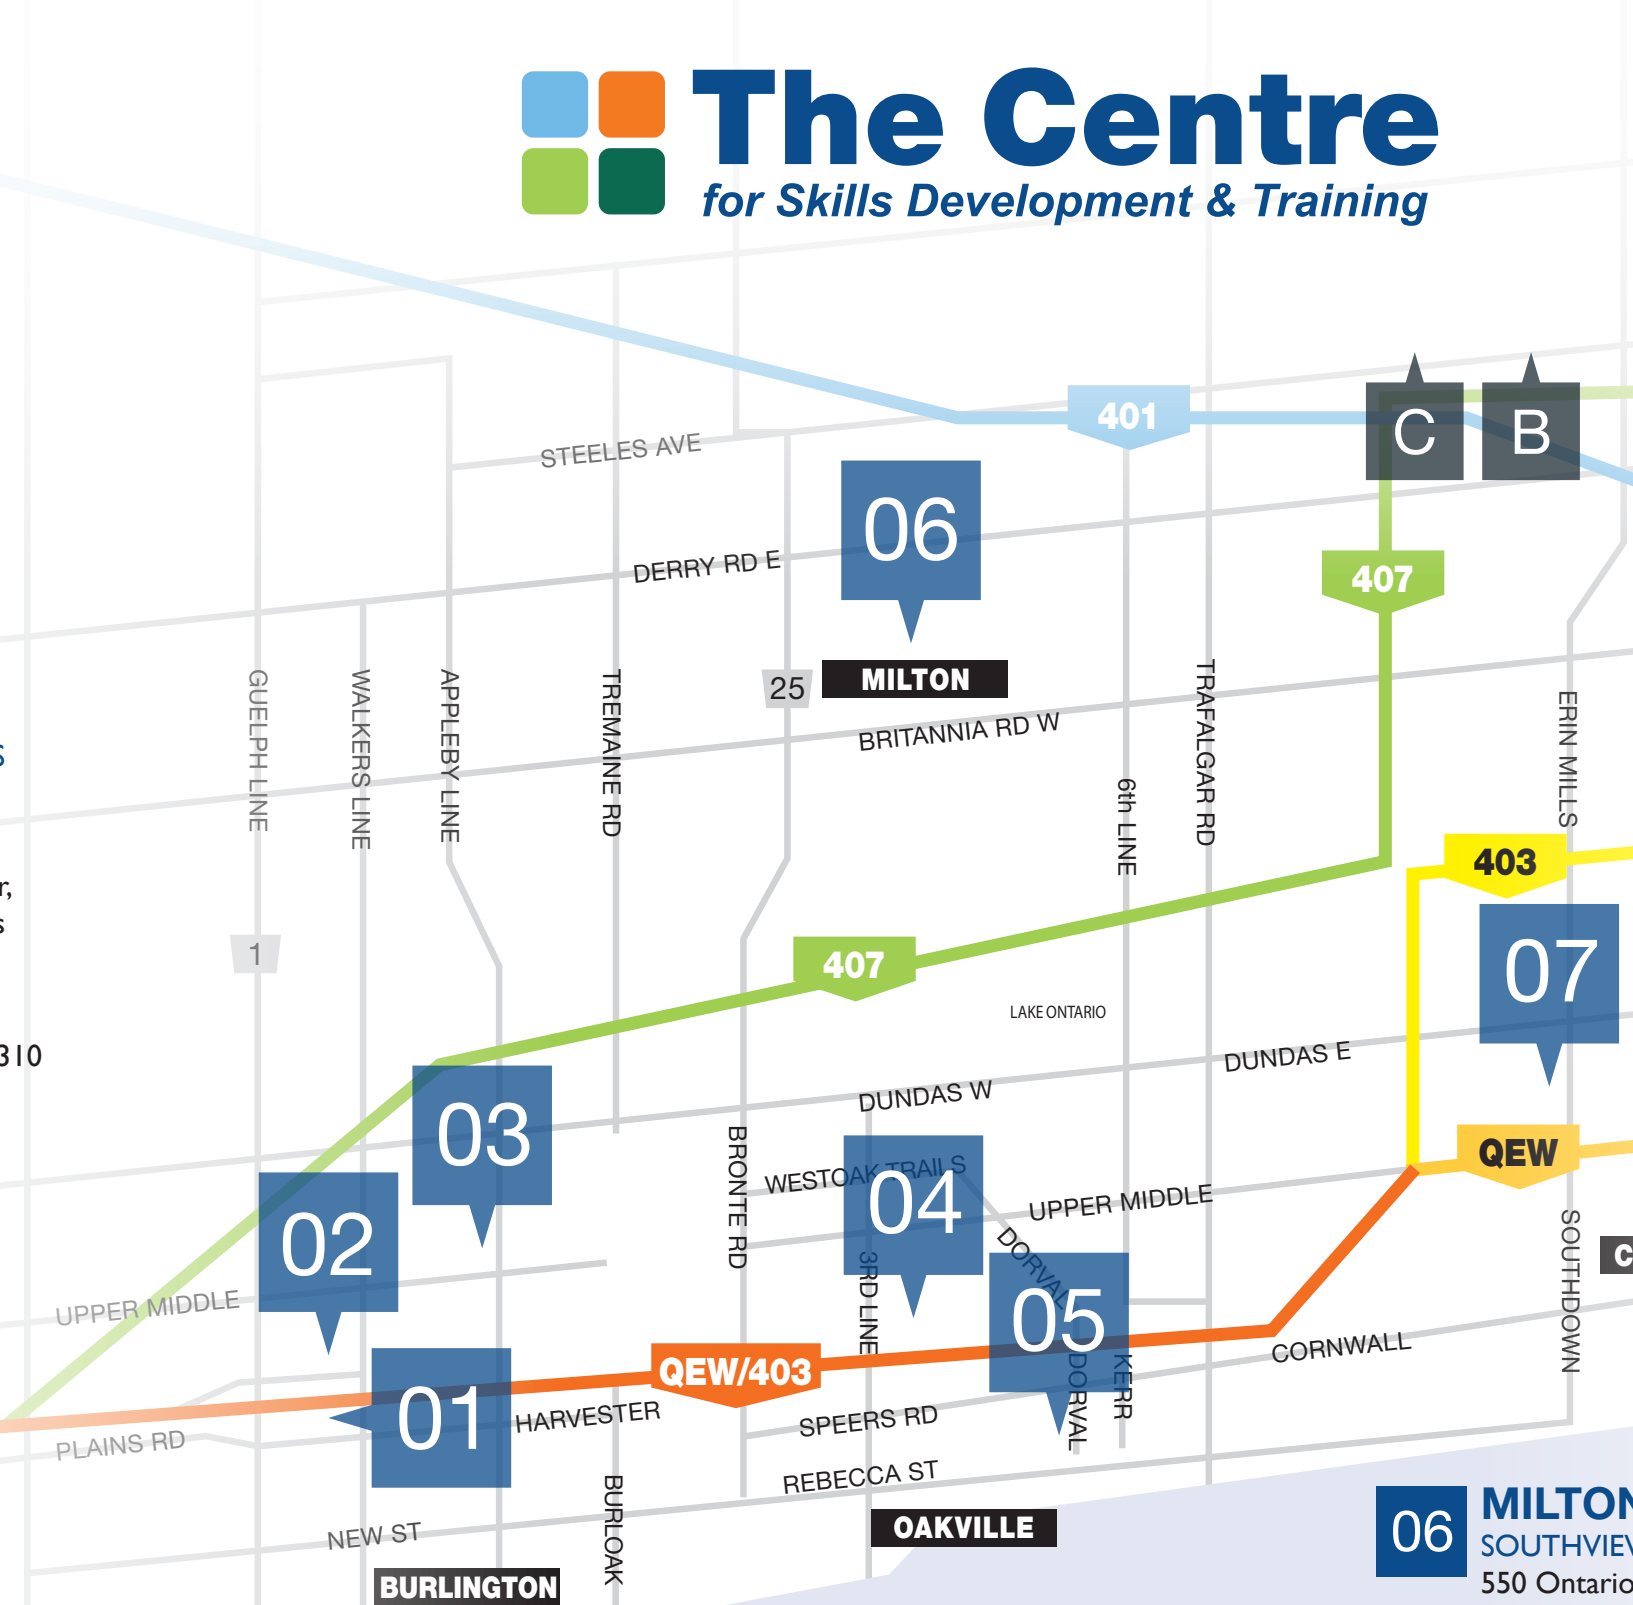 The Centre
for Skills Development & Training
401
C
B
STEELES AVE
06
DERRY RD E
407
MILTON
25
GUELPH LINE
WALKERS LINE
APPLEBY LINE
TREMAINE RD
TRAFALGAR RD
ERIN MILLS
BRITANNIA RD W
S
6th LINE
403
r,
s
1
407
07
LAKE ONTARIO
310
DUNDAS E
DUNDAS W
03
BRONTE RD
WESTOAK TRAILS
04
UPPER MIDDLE
QEW
02
DORVAL
SOUTHDOWN
C
3RD LINE
UPPER MIDDLE
05
CORNWALL
QEW/403
DORVAL
KERR
01
HARVESTER
SPEERS RD
PLAINS RD
REBECCA ST
BURLOAK
NEW ST
OAKVILLE
BURLINGTON
06
MILTON
SOUTHVIEW
550 Ontario